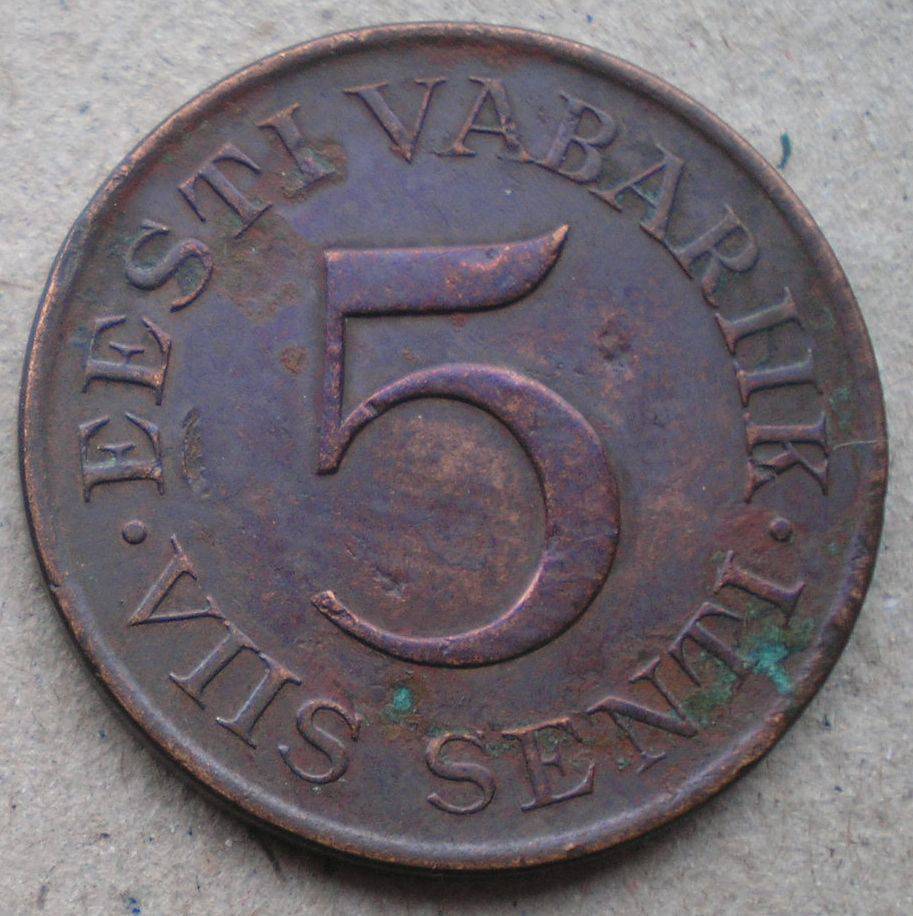 EESTI VABARIIK
5
· VIIS SENTI ·